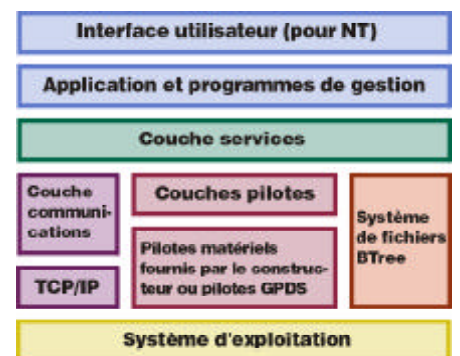 Interface utilisateur (pour NT)
Application et programmes de gestion
Couche services
Couche
communi-
cations
TCP/IP
Couches pilotes
Pilotes matériels
fournis par le construc-
teur ou pilotes GPDS
Système
de fichiers
BTree
Système d'exploitation